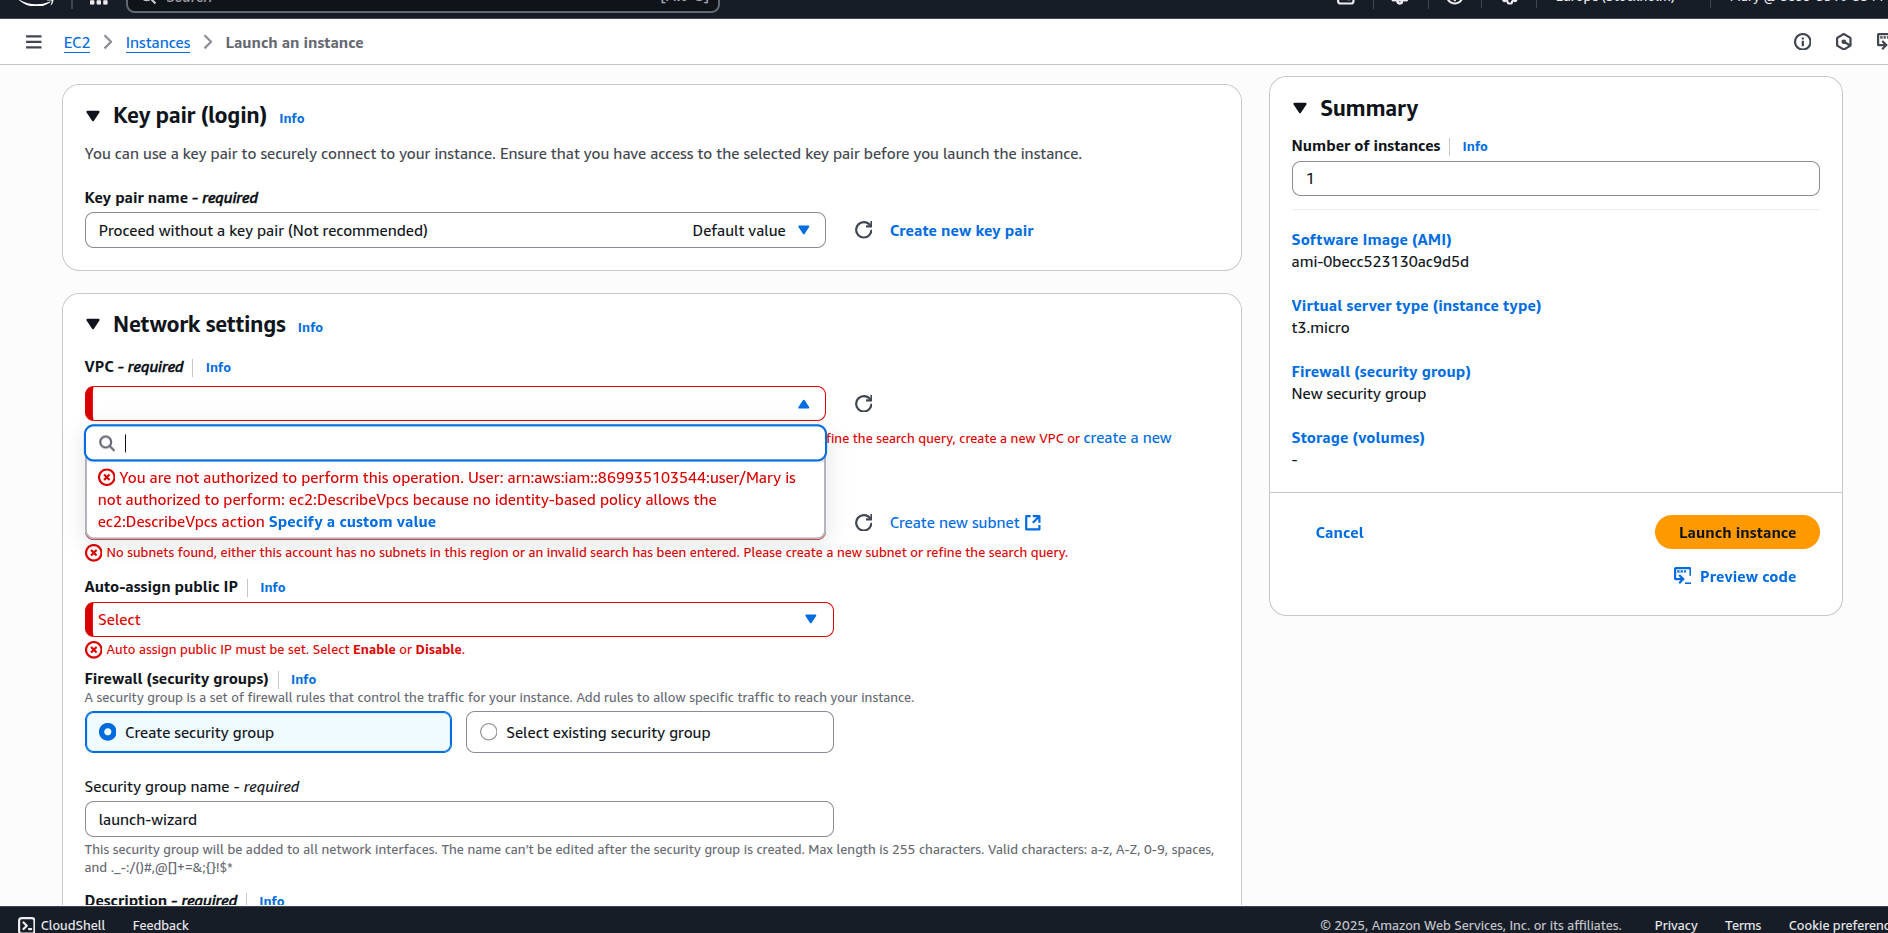 EC2 > Instances > Launch an instance
Key pair (login) Info
You can use a key pair to securely connect to your instance. Ensure that you have access to the selected key pair before you launch the instance.
Key pair name – required
Proceed without a key pair (Not recommended) Default value
Create new key pair
Network settings Info
VPC – required Info
fine the search query, create a new VPC or create a new
You are not authorized to perform this operation. User: arn:aws:iam::869935103544:user/Mary is
not authorized to perform: ec2:DescribeVpcs because no identity-based policy allows the
ec2:DescribeVpcs action Specify a custom value
Create new subnet
No subnets found, either this account has no subnets in this region or an invalid search has been entered. Please create a new subnet or refine the search query.
Auto-assign public IP Info
Select
Auto assign public IP must be set. Select Enable or Disable.
Firewall (security groups) Info
A security group is a set of firewall rules that control the traffic for your instance. Add rules to allow specific traffic to reach your instance.
Create security group
Select existing security group
Security group name – required
launch-wizard
This security group will be added to all network interfaces. The name can't be edited after the security group is created. Max length is 255 characters. Valid characters: a-z, A-Z, 0-9, spaces,
and ._-:/()#,@[]+=&;{}!$*
Description – required Info
Summary
Number of instances Info
1
Software Image (AMI)
ami-0becc523130ac9d5d
Virtual server type (instance type)
t3.micro
Firewall (security group)
New security group
Storage (volumes)
-
Cancel
Launch instance
Preview code
CloudShell Feedback
© 2025, Amazon Web Services, Inc. or its affiliates. Privacy Terms Cookie preferenc